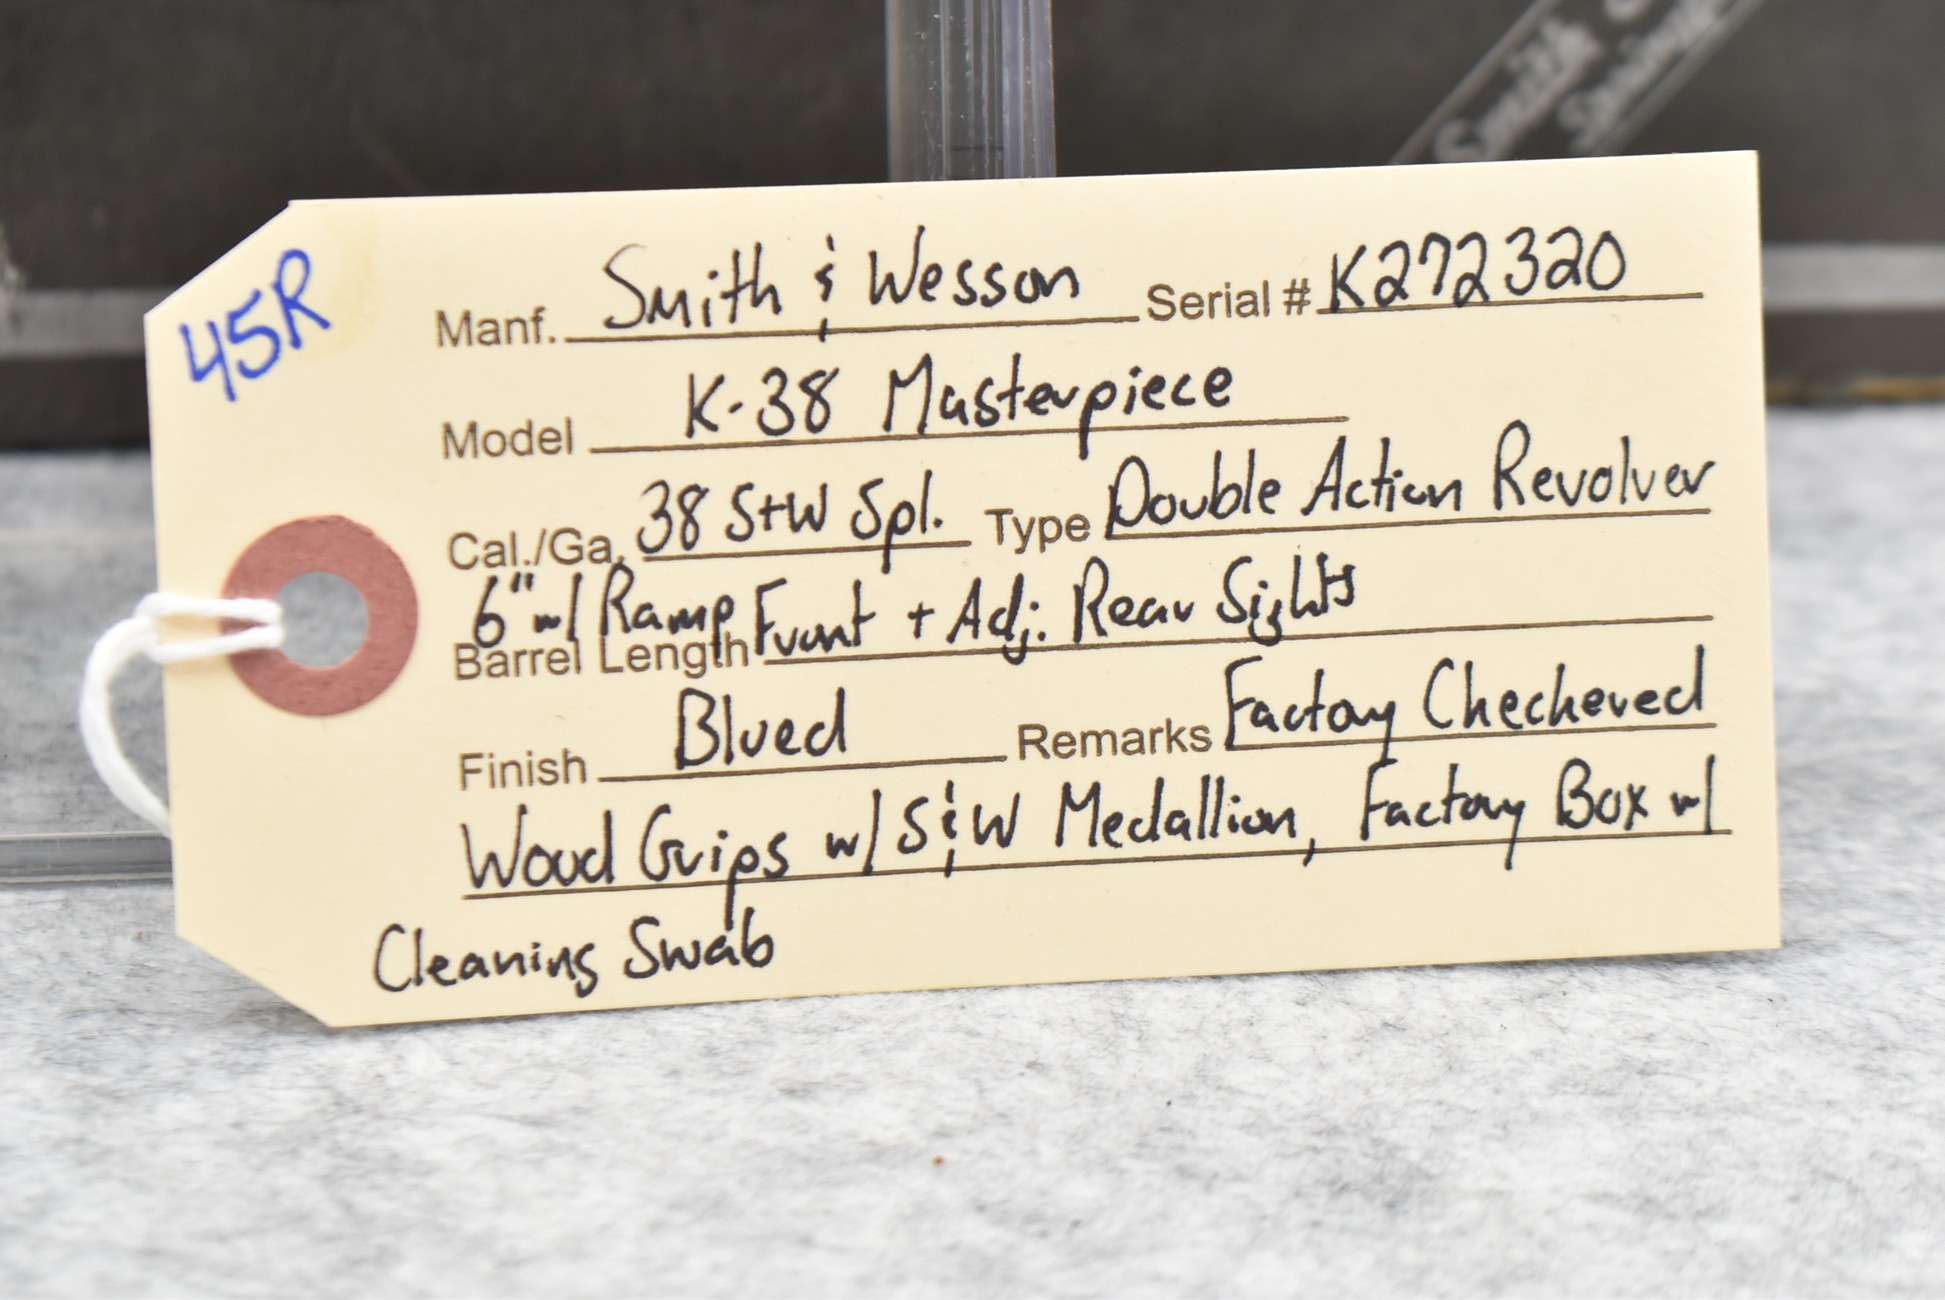 Smith
45R
Manf. Smith & Wesson Serial # K272320
Model K-38 Masterpiece
Cal./Ga. 38 S+W Spl. Type Double Action Revolver
6" w/ Ramp Front + Adj. Rear Sights
Barrel Length
Finish Blued Remarks Factory Checkered
Wood Grips w/ S&W Medallion, Factory Box w/
Cleaning Swab